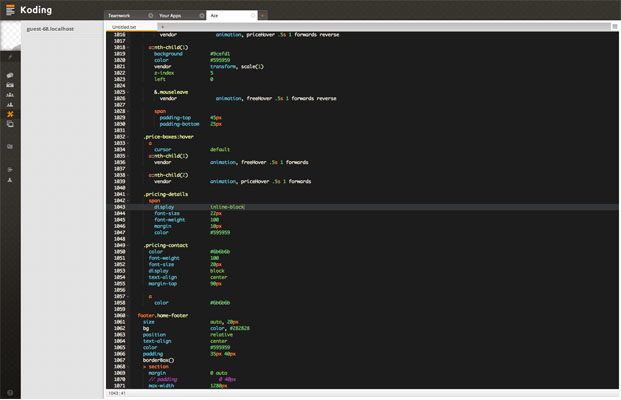 Koding
Teamwork
Your Apps
Ace
Untitled.txt
guest-68.localhost
1016 vendor animation, priceHover .5s 1 forwards reverse
1017
1018 a:nth-child(1)
1019 background #9cefd1
1020 color #595959
1021 vendor transform, scale(1)
1022 z-index 5
1023 left 0
1024
1025 &.mouseleave
1026 vendor animation, freeHover .5s 1 forwards reverse
1027
1028 span
1029 padding-top 45px
1030 padding-bottom 25px
1031
1032 .price-boxes:hover
1033 a
1034 cursor default
1035 a:nth-child(1)
1036 vendor animation, freeHover .5s 1 forwards
1037
1038 a:nth-child(2)
1039 vendor animation, priceHover .5s 1 forwards
1040
1041 .pricing-details
1042 span
1043 display inline-block
1044 font-size 22px
1045 font-weight 100
1046 margin 10px
1047 color #595959
1048
1049 .pricing-contact
1050 color #6b6b6b
1051 font-weight 100
1052 font-size 20px
1053 display block
1054 text-align center
1055 margin-top 90px
1056
1057 a
1058 color #6b6b6b
1059
1060 footer.home-footer
1061 size auto, 20px
1062 bg color, #282828
1063 position relative
1064 text-align center
1065 color #595959
1066 padding 35px 40px
1067 borderBox()
1068 > section
1069 margin 0 auto
1070 // padding 0 40px
1071 max-width 1280px
1043:41